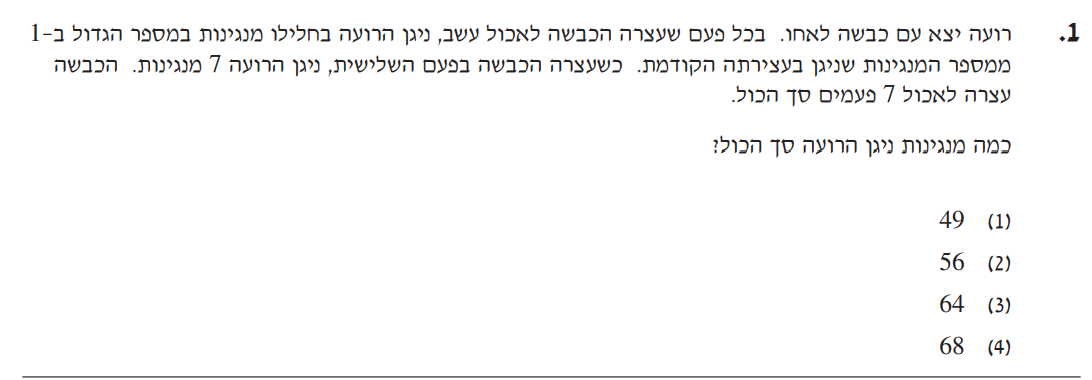 1. רועה יצא עם כבשה לאחו. בכל פעם שעצרה הכבשה לאכול עשב, ניגן הרועה בחלילו מנגינות במספר הגדול ב-1
ממספר המנגינות שניגן בעצירתה הקודמת. כשעצרה הכבשה בפעם השלישית, ניגן הרועה 7 מנגינות. הכבשה
עצרה לאכול 7 פעמים סך הכול.
כמה מנגינות ניגן הרועה סך הכול?
(1) 49
(2) 56
(3) 64
(4) 68